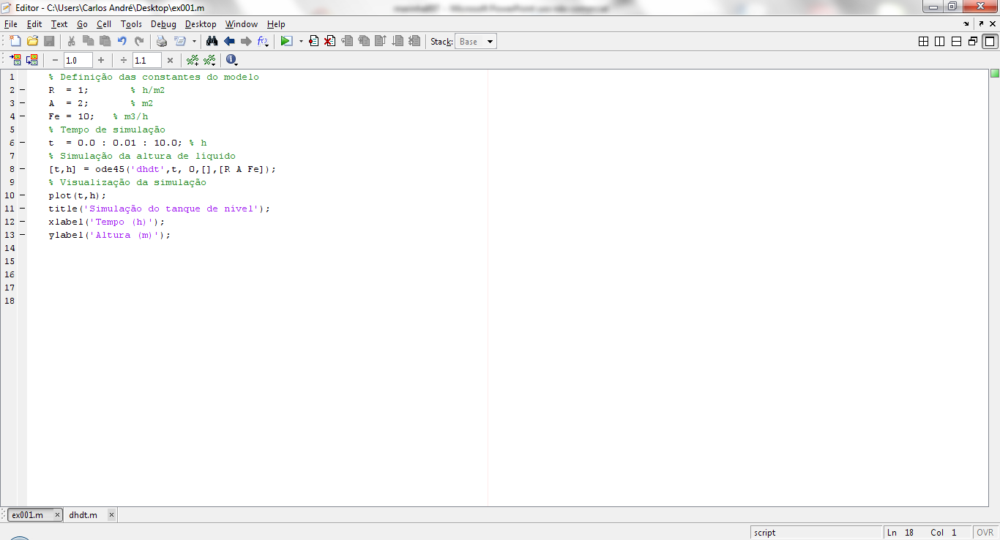 Editor - C:\Users\Carlos André\Desktop\ex001.m
File Edit Text Go Cell Tools Debug Desktop Window Help
Stack: Base
− 1.0 + ÷ 1.1 ×
1 % Definição das constantes do modelo
2 − R = 1; % h/m2
3 − A = 2; % m2
4 − Fe = 10; % m3/h
5 % Tempo de simulação
6 − t = 0.0 : 0.01 : 10.0; % h
7 % Simulação da altura de líquido
8 − [t,h] = ode45('dhdt',t, 0,[],[R A Fe]);
9 % Visualização da simulação
10 − plot(t,h);
11 − title('Simulação do tanque de nível');
12 − xlabel('Tempo (h)');
13 − ylabel('Altura (m)');
14
15
16
17
18
ex001.m × dhdt.m ×
script Ln 18 Col 1 OVR